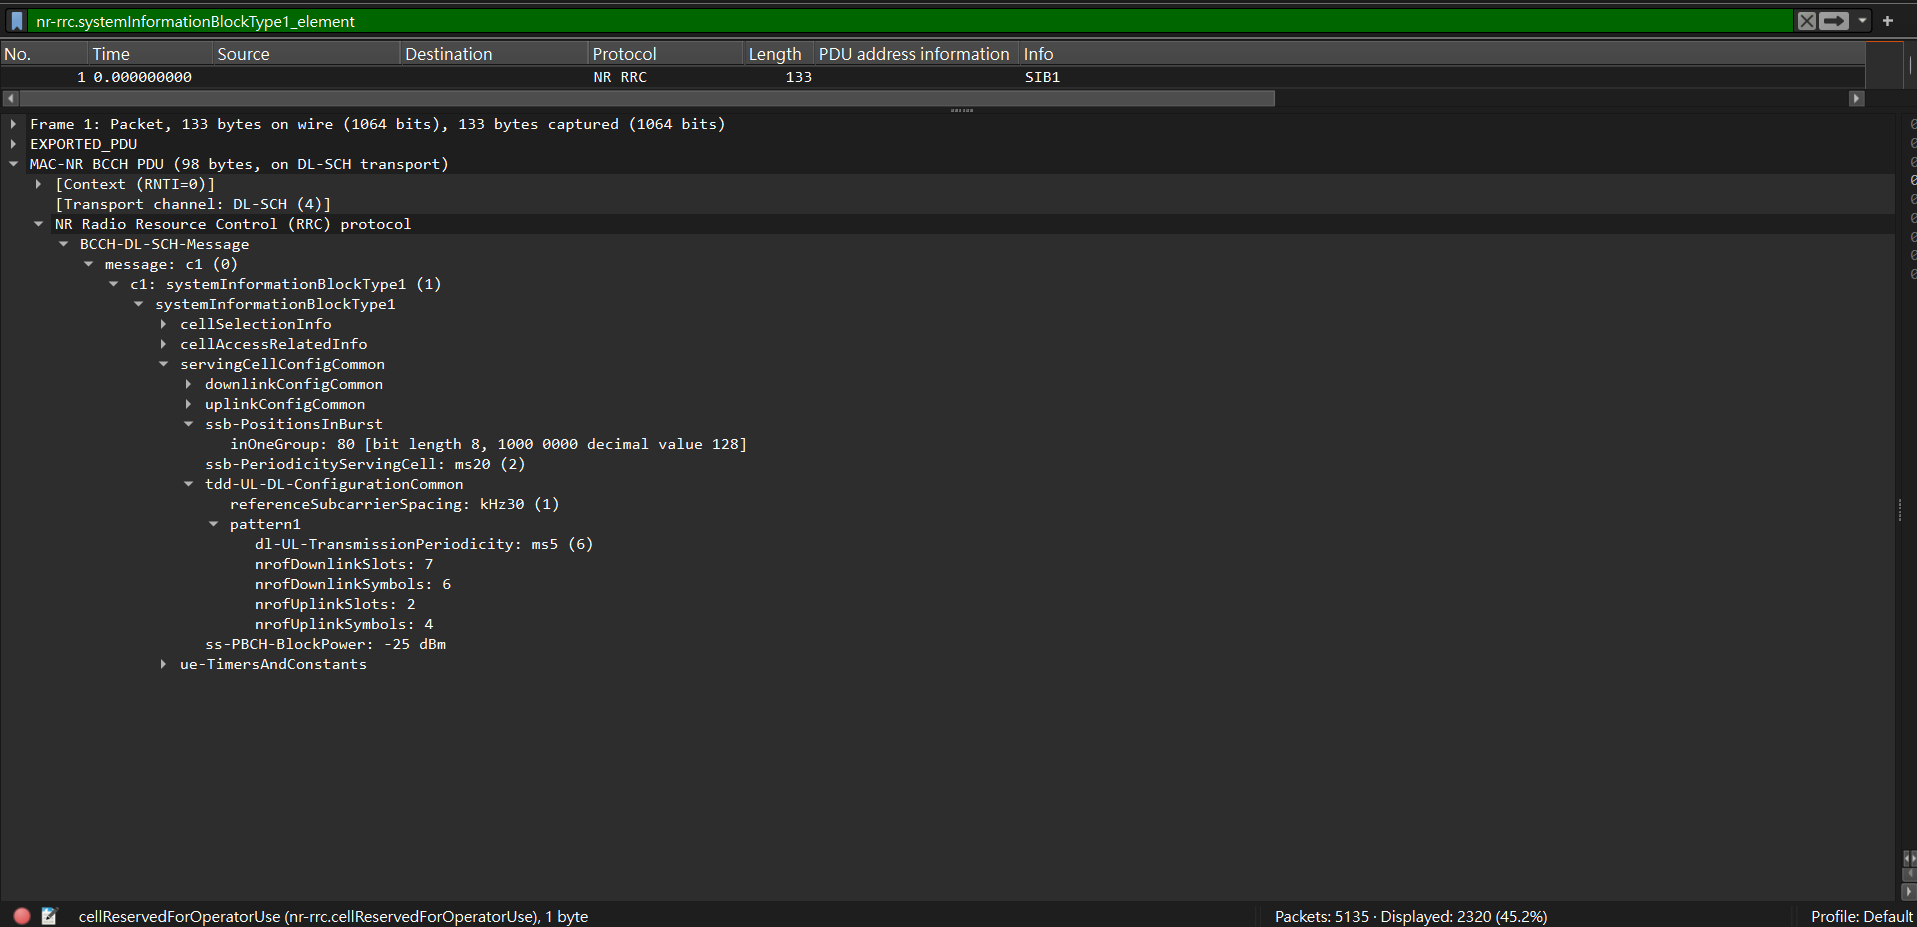 nr-rrc.systemInformationBlockType1_element
No. Time Source Destination Protocol Length PDU address information Info
1 0.000000000 NR RRC 133 SIB1
Frame 1: Packet, 133 bytes on wire (1064 bits), 133 bytes captured (1064 bits)
EXPORTED_PDU
MAC-NR BCCH PDU (98 bytes, on DL-SCH transport)
[Context (RNTI=0)]
[Transport channel: DL-SCH (4)]
NR Radio Resource Control (RRC) protocol
BCCH-DL-SCH-Message
message: c1 (0)
c1: systemInformationBlockType1 (1)
systemInformationBlockType1
cellSelectionInfo
cellAccessRelatedInfo
servingCellConfigCommon
downlinkConfigCommon
uplinkConfigCommon
ssb-PositionsInBurst
inOneGroup: 80 [bit length 8, 1000 0000 decimal value 128]
ssb-PeriodicityServingCell: ms20 (2)
tdd-UL-DL-ConfigurationCommon
referenceSubcarrierSpacing: kHz30 (1)
pattern1
dl-UL-TransmissionPeriodicity: ms5 (6)
nrofDownlinkSlots: 7
nrofDownlinkSymbols: 6
nrofUplinkSlots: 2
nrofUplinkSymbols: 4
ss-PBCH-BlockPower: -25 dBm
ue-TimersAndConstants
cellReservedForOperatorUse (nr-rrc.cellReservedForOperatorUse), 1 byte
Packets: 5135 · Displayed: 2320 (45.2%)
Profile: Default